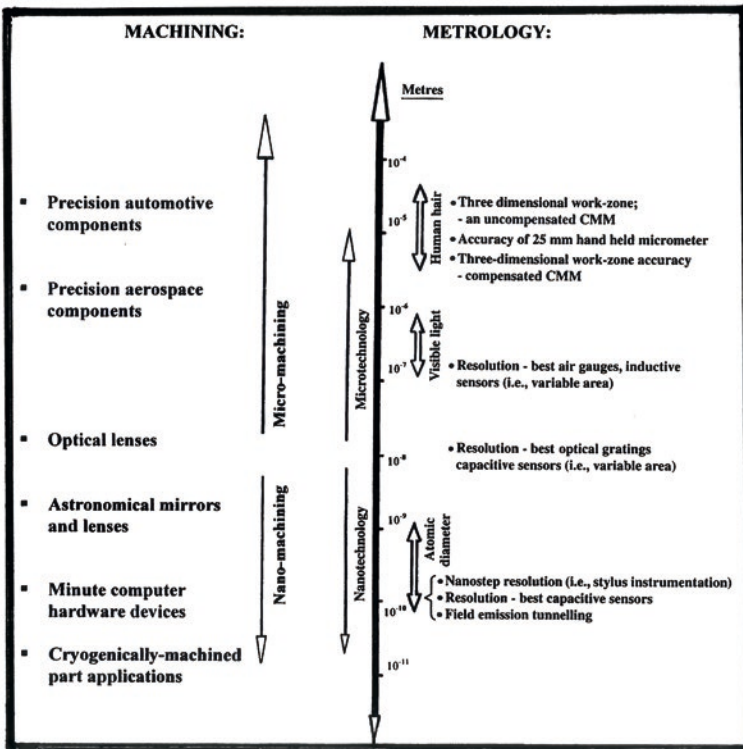 MACHINING:
METROLOGY:
Metres
▪ Precision automotive
components
▪ Precision aerospace
components
▪ Optical lenses
▪ Astronomical mirrors
and lenses
▪ Minute computer
hardware devices
▪ Cryogenically-machined
part applications
Micro-machining
Nano-machining
Microtechnology
Nanotechnology
10⁻⁴
10⁻⁵
10⁻⁶
10⁻⁷
10⁻⁸
10⁻⁹
10⁻¹⁰
10⁻¹¹
Human hair
Visible light
Atomic
diameter
• Three dimensional work-zone;
- an uncompensated CMM
• Accuracy of 25 mm hand held micrometer
• Three-dimensional work-zone accuracy
- compensated CMM
• Resolution - best air gauges, inductive
sensors (i.e., variable area)
• Resolution - best optical gratings
capacitive sensors (i.e., variable area)
• Nanostep resolution (i.e., stylus instrumentation)
• Resolution - best capacitive sensors
• Field emission tunnelling